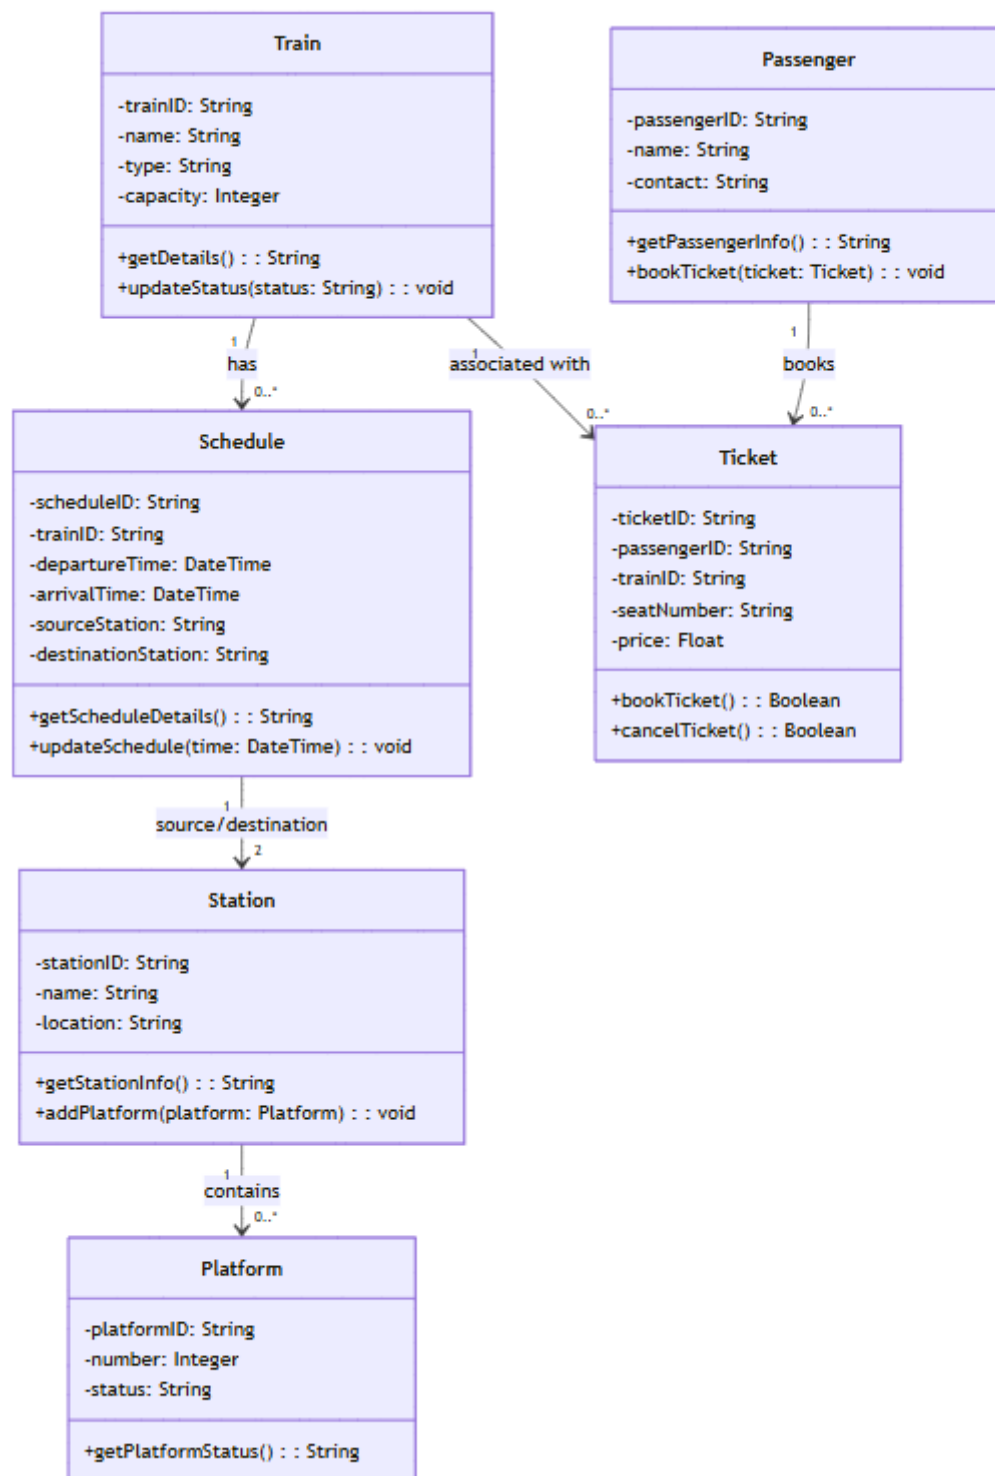 Train
-trainID: String
-name: String
-type: String
-capacity: Integer
+getDetails() : : String
+updateStatus(status: String) : : void
Passenger
-passengerID: String
-name: String
-contact: String
+getPassengerInfo() : : String
+bookTicket(ticket: Ticket) : : void
1
has
0..*
1
associated with
0..*
1
books
0..*
Schedule
-scheduleID: String
-trainID: String
-departureTime: DateTime
-arrivalTime: DateTime
-sourceStation: String
-destinationStation: String
+getScheduleDetails() : : String
+updateSchedule(time: DateTime) : : void
Ticket
-ticketID: String
-passengerID: String
-trainID: String
-seatNumber: String
-price: Float
+bookTicket() : : Boolean
+cancelTicket() : : Boolean
1
source/destination
2
Station
-stationID: String
-name: String
-location: String
+getStationInfo() : : String
+addPlatform(platform: Platform) : : void
1
contains
0..*
Platform
-platformID: String
-number: Integer
-status: String
+getPlatformStatus() : : String